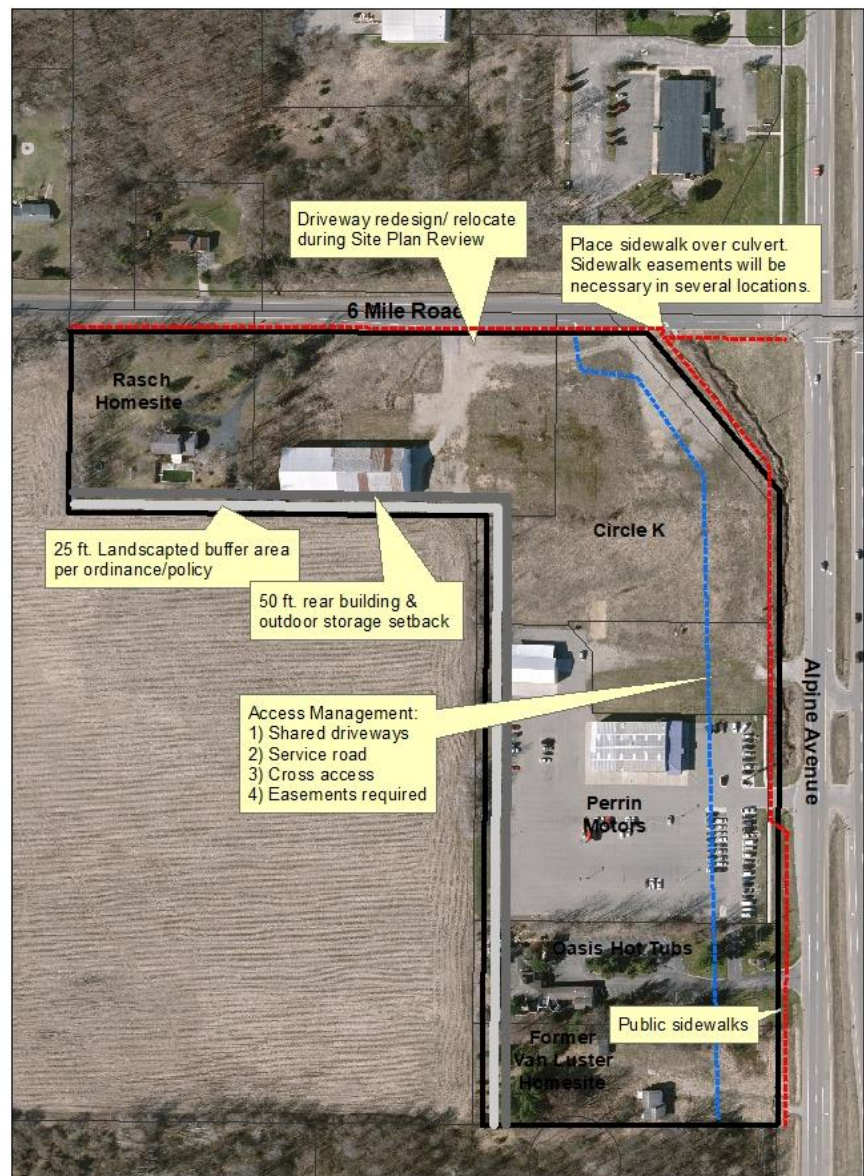 Driveway redesign/ relocate
during Site Plan Review
Place sidewalk over culvert.
Sidewalk easements will be
necessary in several locations.
6 Mile Road
Rasch
Homesite
25 ft. Landscapted buffer area
per ordinance/policy
50 ft. rear building &
outdoor storage setback
Circle K
Access Management:
1) Shared driveways
2) Service road
3) Cross access
4) Easements required
Alpine Avenue
Perrin
Motors
Oasis Hot Tubs
Public sidewalks
Former
Van Luster
Homesite